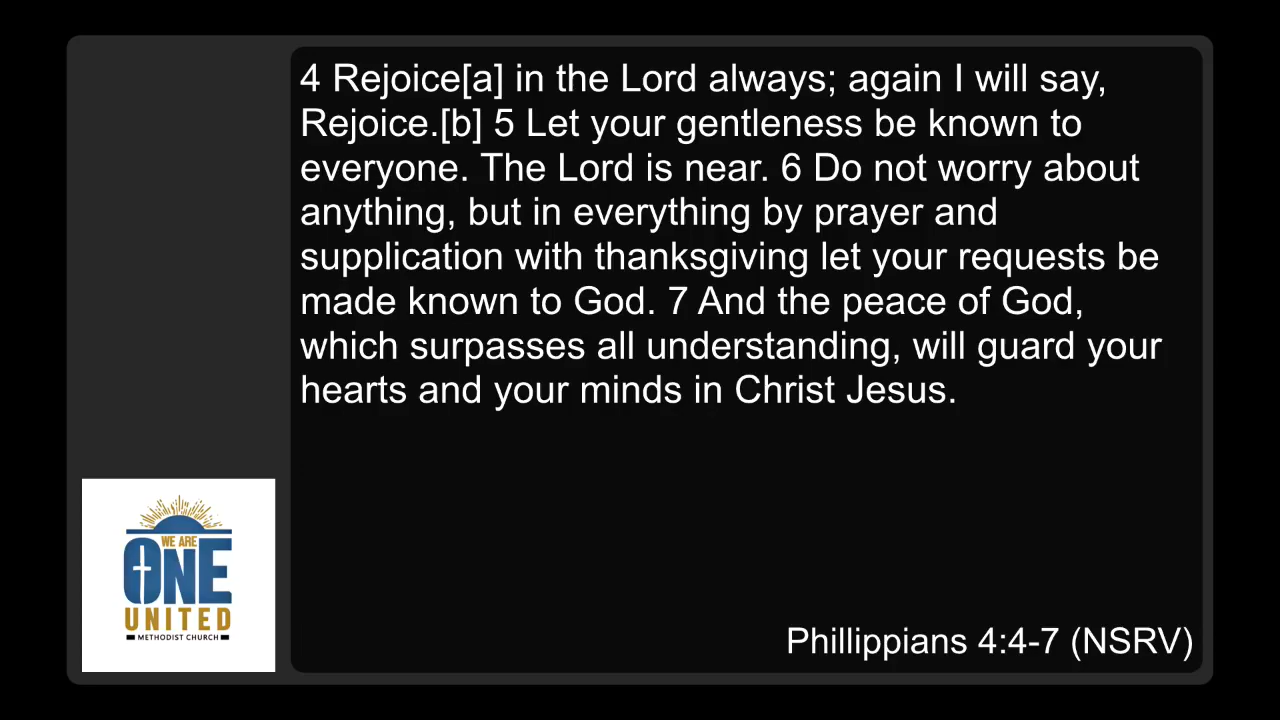 4 Rejoice[a] in the Lord always; again I will say,
Rejoice.[b] 5 Let your gentleness be known to
everyone. The Lord is near. 6 Do not worry about
anything, but in everything by prayer and
supplication with thanksgiving let your requests be
made known to God. 7 And the peace of God,
which surpasses all understanding, will guard your
hearts and your minds in Christ Jesus.
WE ARE
ONE
UNITED
METHODIST CHURCH
Phillippians 4:4-7 (NSRV)